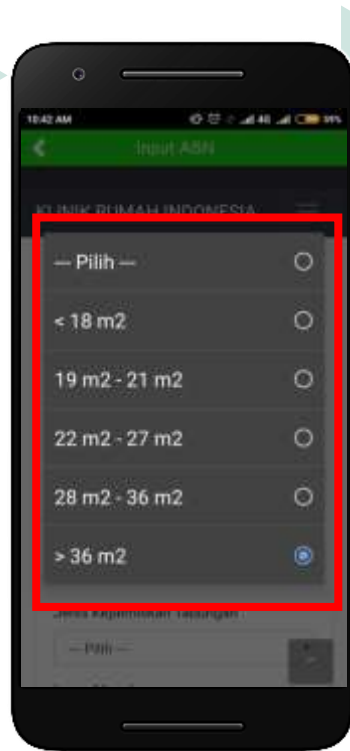 10:42 AM
Input ASN
KLINIK RUMAH INDONESIA
--- Pilih ---
< 18 m2
19 m2 - 21 m2
22 m2 - 27 m2
28 m2 - 36 m2
> 36 m2
Jenis Kepemilikan Tabungan
--- Pilih ---